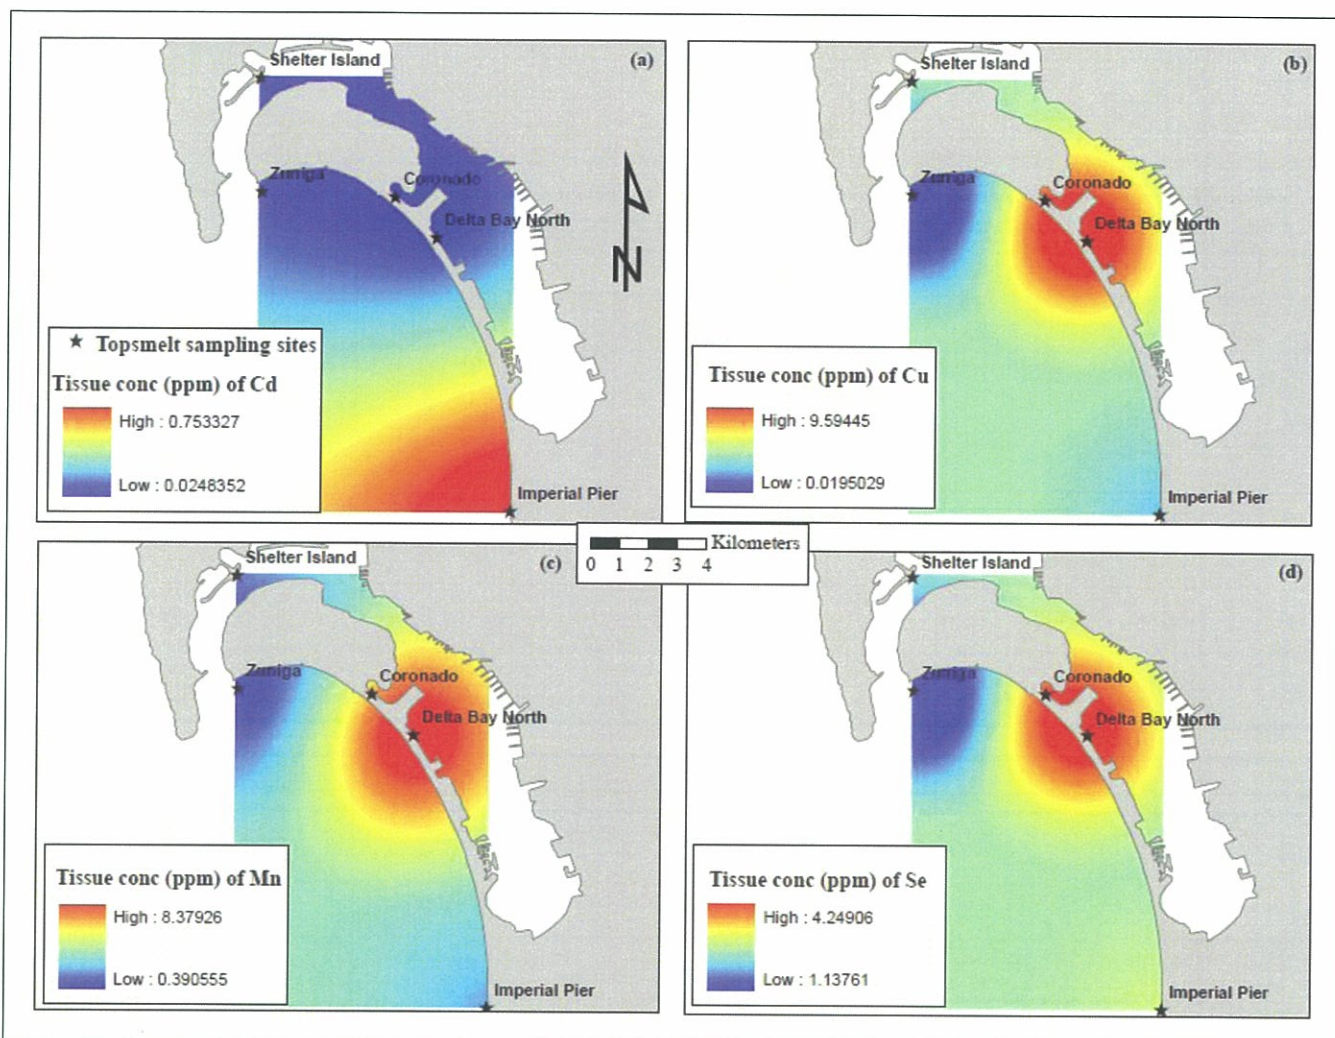 Shelter Island
(a)
Zuniga
Coronado
Delta Bay North
N
★ Topsmelt sampling sites
Tissue conc (ppm) of Cd
High : 0.753327
Low : 0.0248352
Imperial Pier
Shelter Island
(b)
Zuniga
Coronado
Delta Bay North
Tissue conc (ppm) of Cu
High : 9.59445
Low : 0.0195029
Imperial Pier
Kilometers
0 1 2 3 4
Shelter Island
(c)
Zuniga
Coronado
Delta Bay North
Tissue conc (ppm) of Mn
High : 8.37926
Low : 0.390555
Imperial Pier
Shelter Island
(d)
Zuniga
Coronado
Delta Bay North
Tissue conc (ppm) of Se
High : 4.24906
Low : 1.13761
Imperial Pier